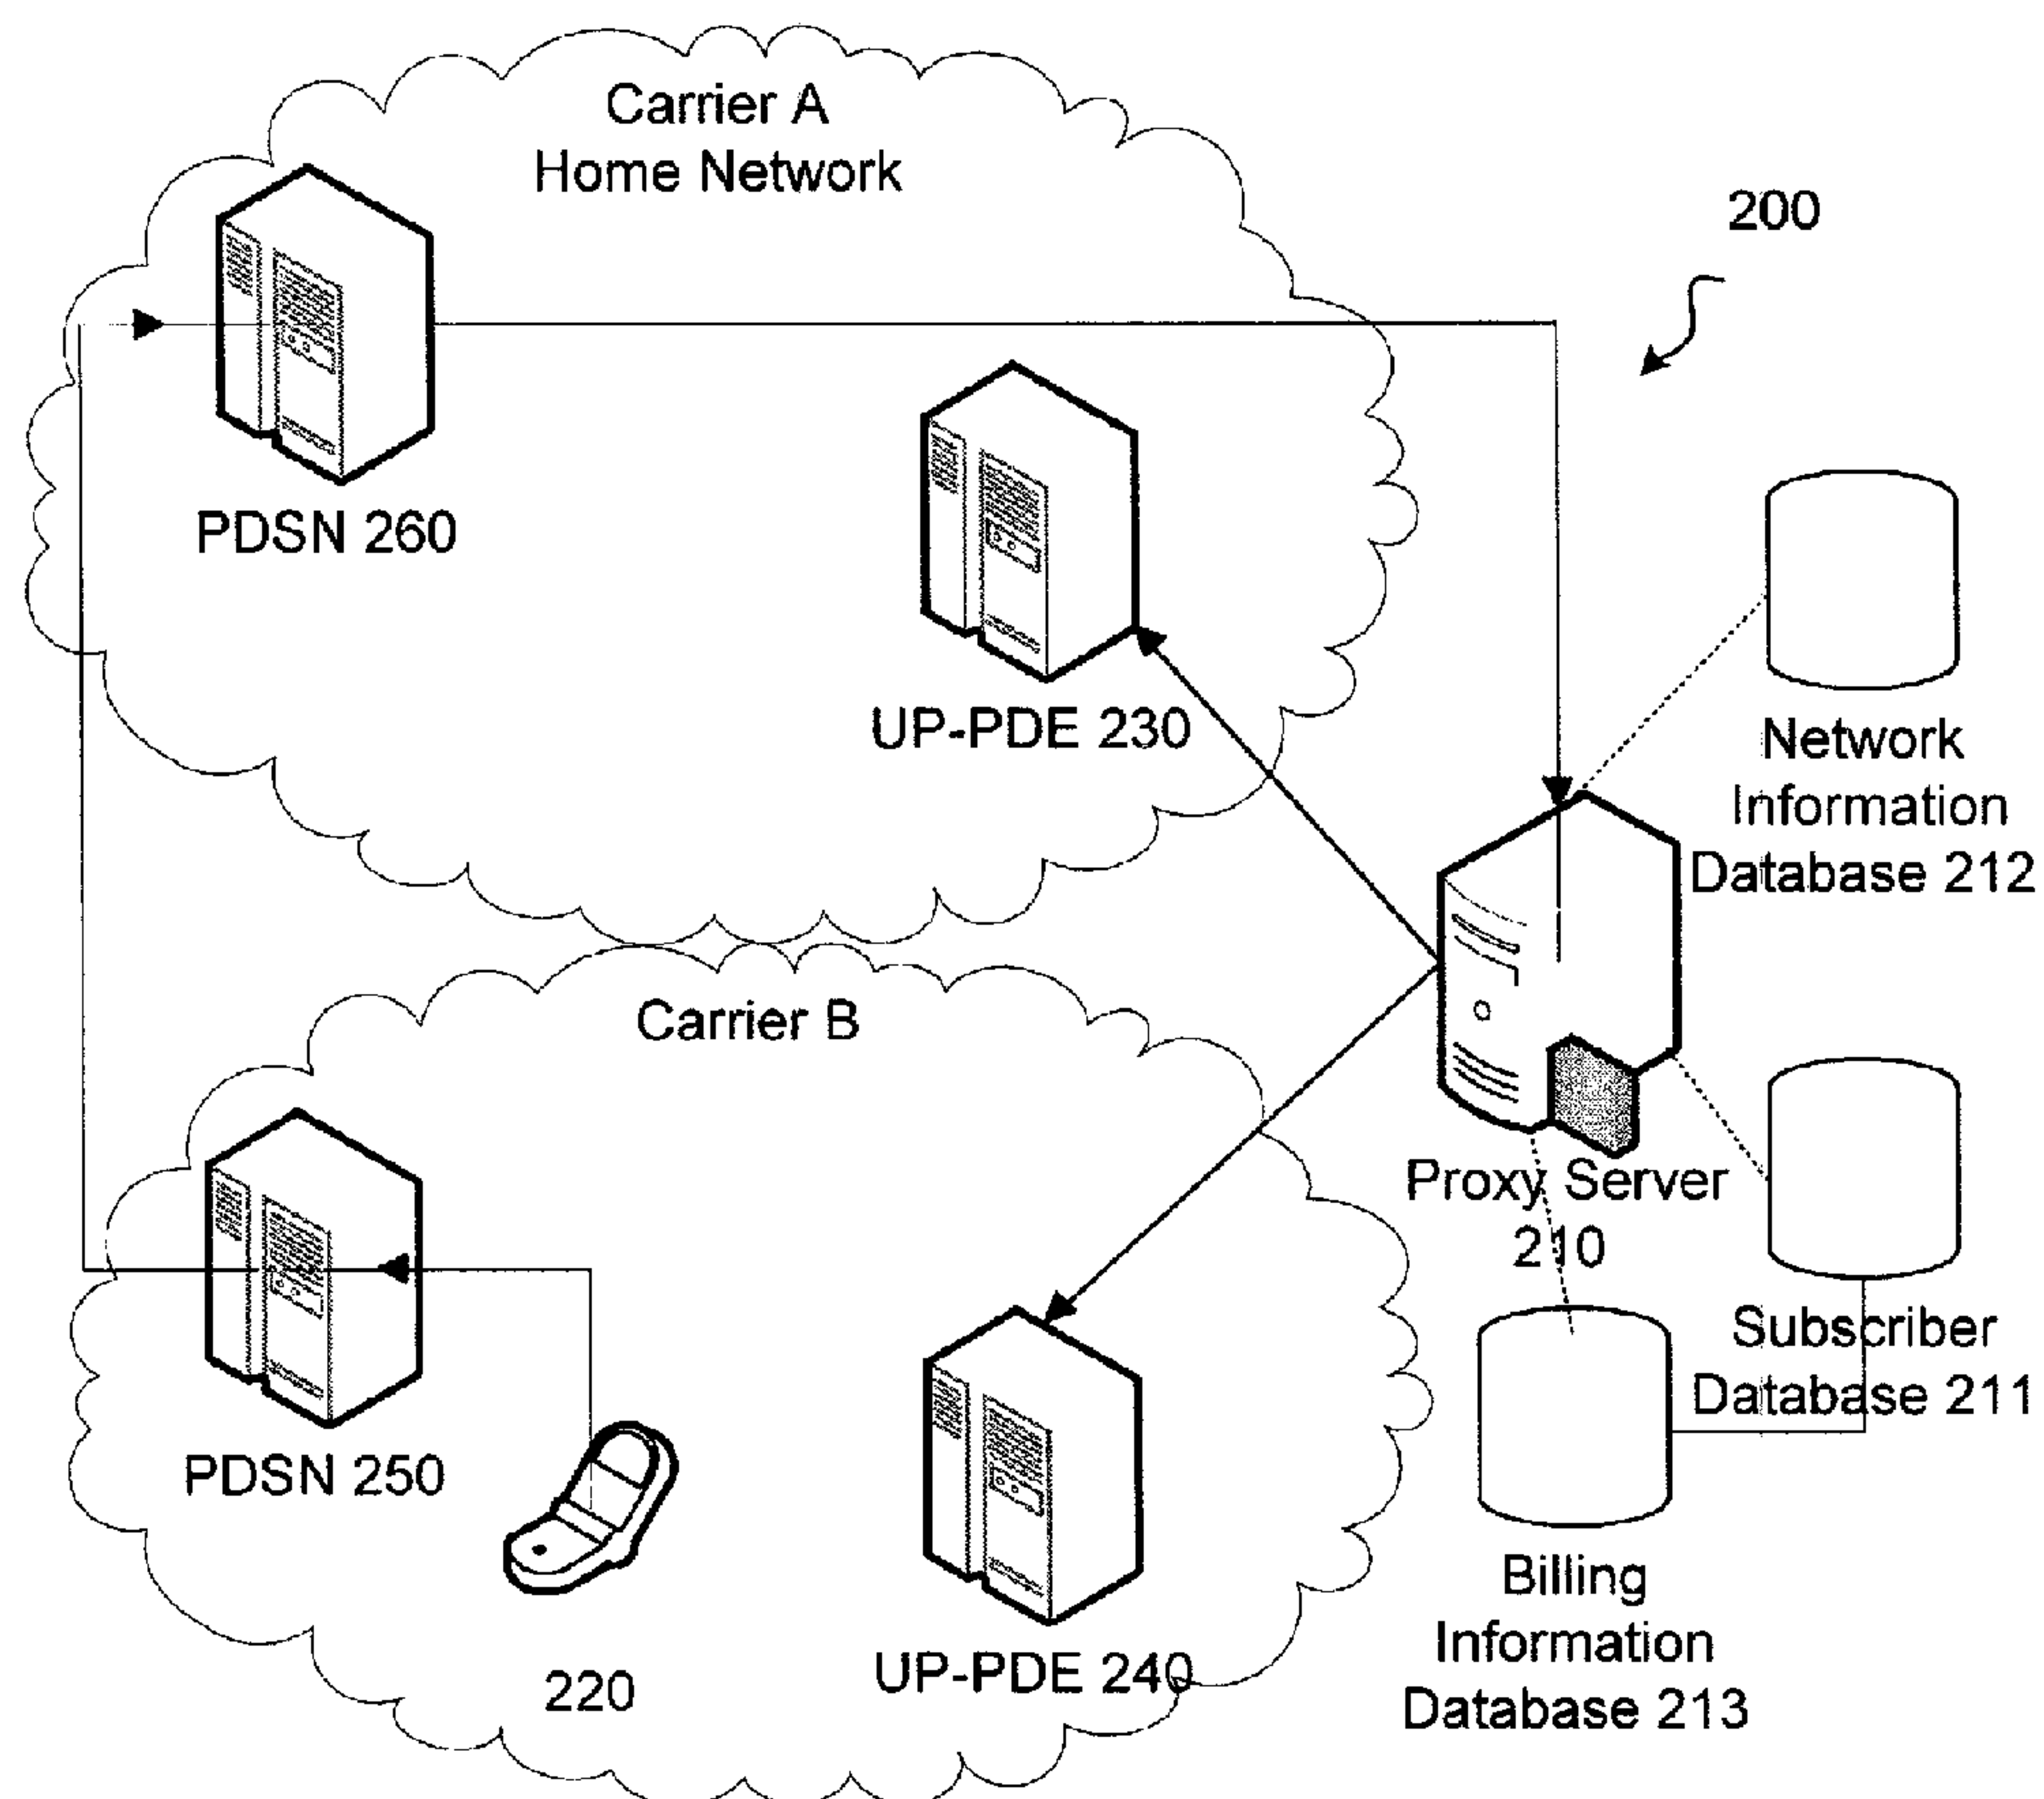 Carrier A
Home Network
200
PDSN 260
UP-PDE 230
Network
Information
Database 212
Carrier B
Proxy Server
210
Subscriber
Database 211
PDSN 250
220
UP-PDE 240
Billing
Information
Database 213